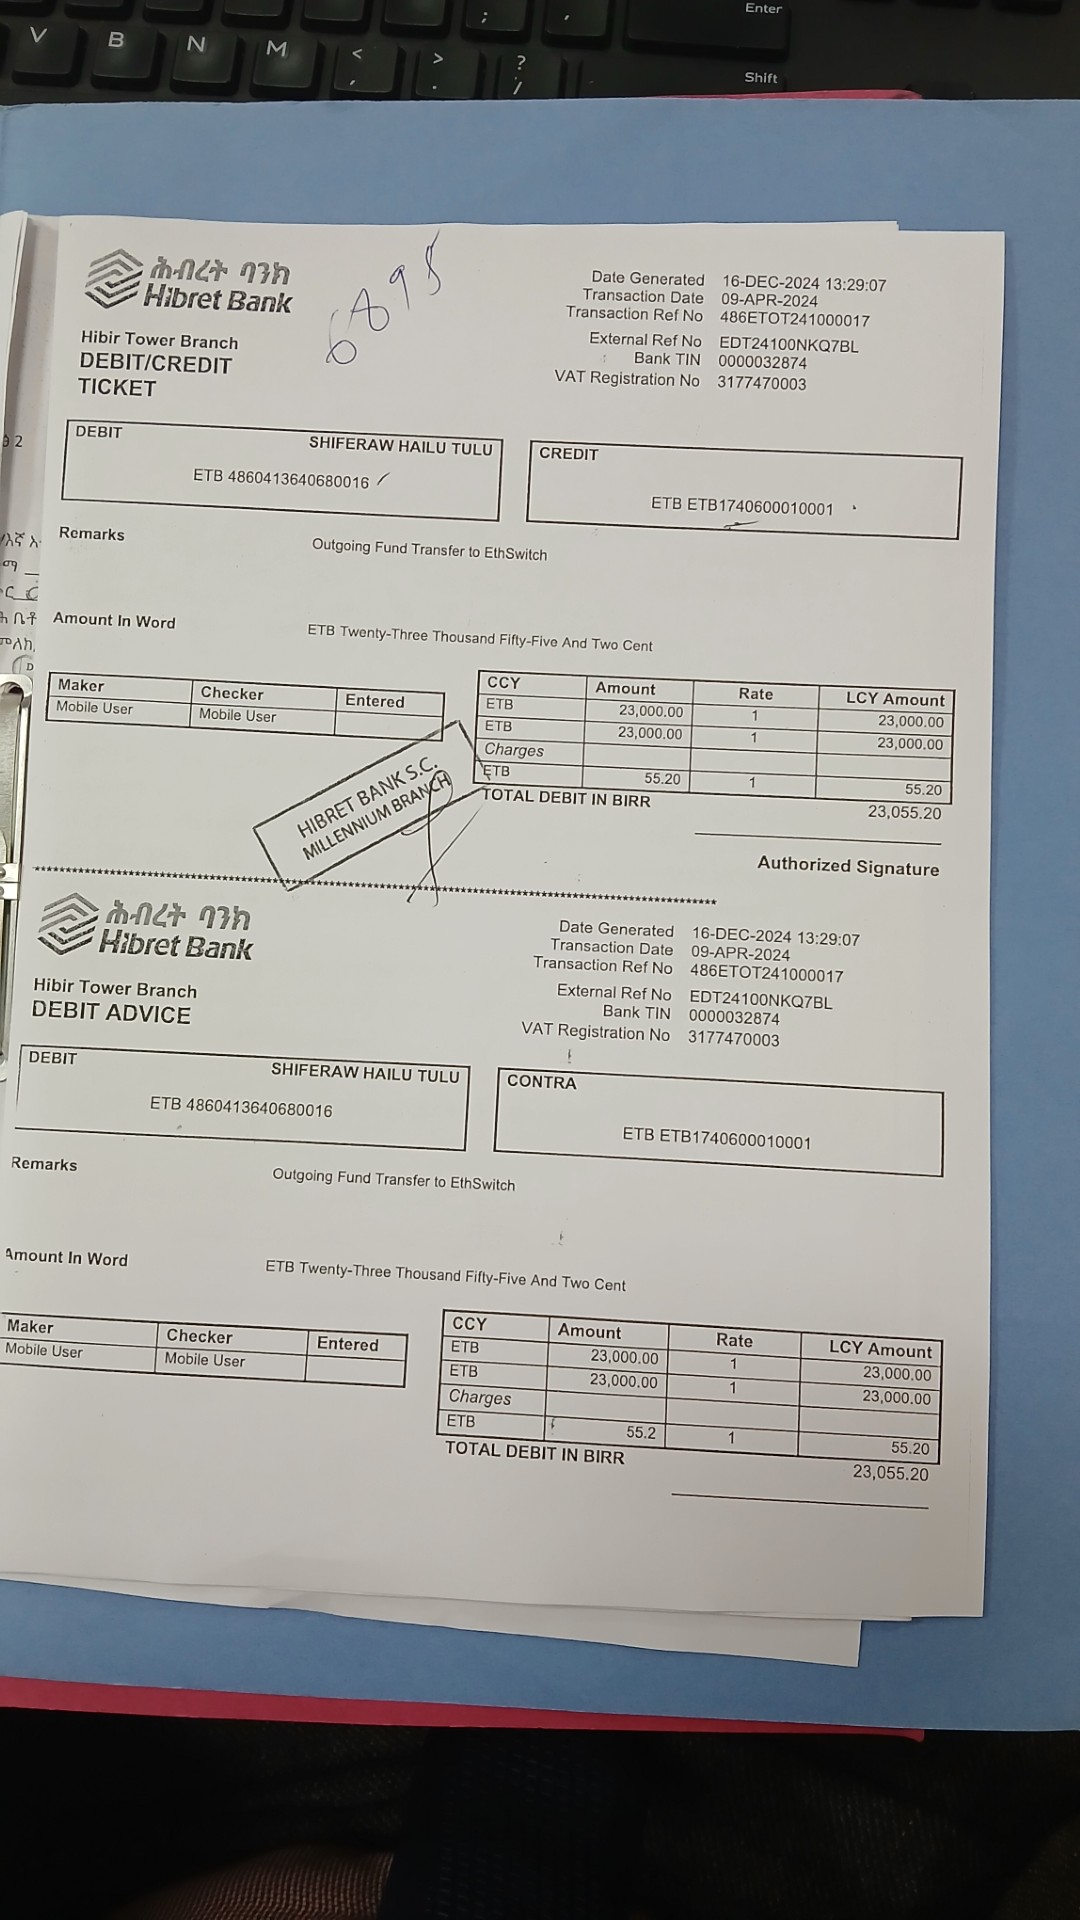 Enter
V B N M < , > . ? /
; ,
Shift
ሕብረት ባንክ
Hibret Bank
Hibir Tower Branch
DEBIT/CREDIT
TICKET
Date Generated 16-DEC-2024 13:29:07
Transaction Date 09-APR-2024
Transaction Ref No 486ETOT241000017
External Ref No EDT24100NKQ7BL
Bank TIN 0000032874
VAT Registration No 3177470003
DEBIT
SHIFERAW HAILU TULU
ETB 4860413640680016
CREDIT
ETB ETB1740600010001
Remarks
Outgoing Fund Transfer to EthSwitch
Amount In Word
ETB Twenty-Three Thousand Fifty-Five And Two Cent
Maker Checker Entered
Mobile User Mobile User
CCY Amount Rate LCY Amount
ETB 23,000.00 1 23,000.00
ETB 23,000.00 1 23,000.00
Charges
ETB 55.20 1 55.20
TOTAL DEBIT IN BIRR 23,055.20
HIBRET BANK S.C.
MILLENNIUM BRANCH
Authorized Signature
ሕብረት ባንክ
Hibret Bank
Hibir Tower Branch
DEBIT ADVICE
Date Generated 16-DEC-2024 13:29:07
Transaction Date 09-APR-2024
Transaction Ref No 486ETOT241000017
External Ref No EDT24100NKQ7BL
Bank TIN 0000032874
VAT Registration No 3177470003
DEBIT
SHIFERAW HAILU TULU
ETB 4860413640680016
CONTRA
ETB ETB1740600010001
Remarks
Outgoing Fund Transfer to EthSwitch
Amount In Word
ETB Twenty-Three Thousand Fifty-Five And Two Cent
Maker Checker Entered
Mobile User Mobile User
CCY Amount Rate LCY Amount
ETB 23,000.00 1 23,000.00
ETB 23,000.00 1 23,000.00
Charges
ETB 55.2 1 55.20
TOTAL DEBIT IN BIRR 23,055.20